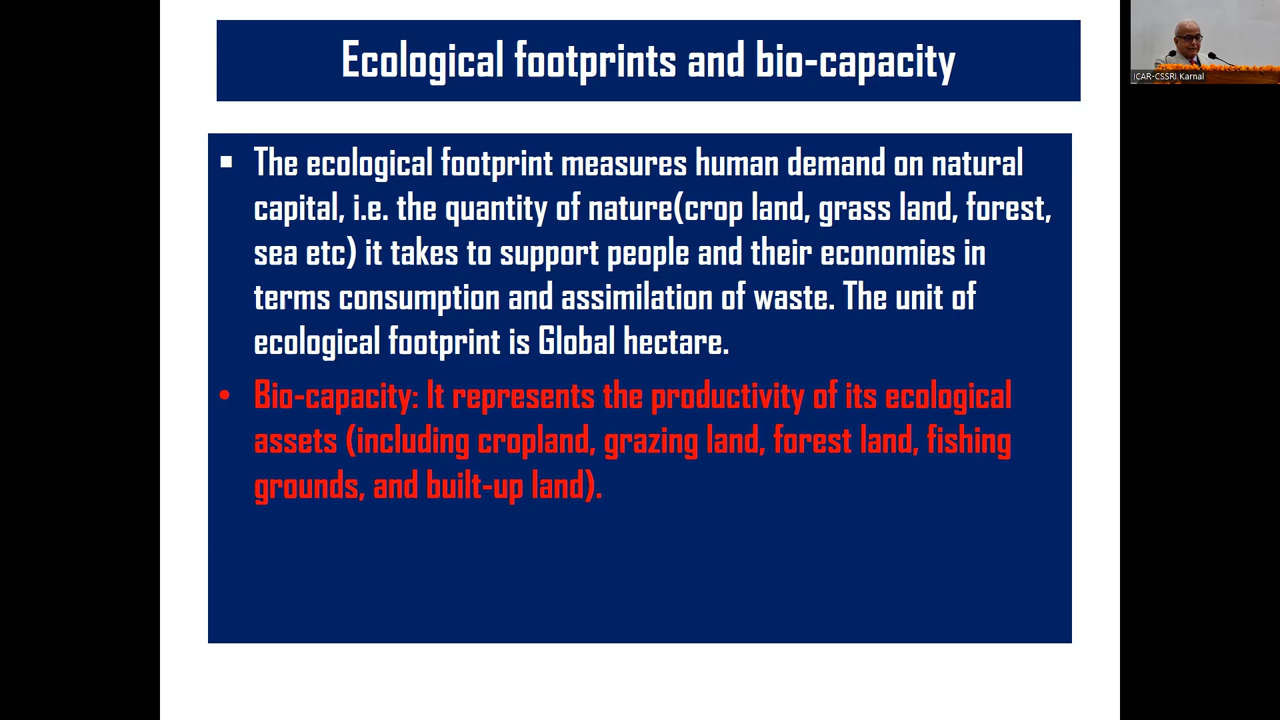 Ecological footprints and bio-capacity
ICAR-CSSRI Karnal
▪ The ecological footprint measures human demand on natural
capital, i.e. the quantity of nature(crop land, grass land, forest,
sea etc) it takes to support people and their economies in
terms consumption and assimilation of waste. The unit of
ecological footprint is Global hectare.
• Bio-capacity: It represents the productivity of its ecological
assets (including cropland, grazing land, forest land, fishing
grounds, and built-up land).